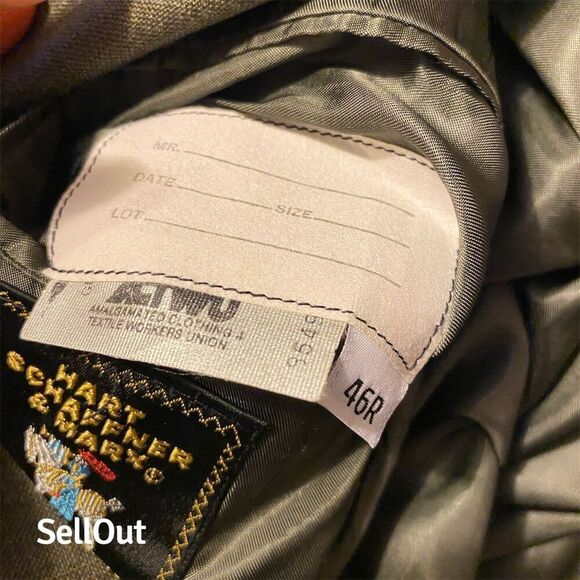 MR.
DATE SIZE
LOT
ACTWU
AMALGAMATED CLOTHING &
TEXTILE WORKERS UNION
46R
HART
SCHAFFNER
& MARX®
SellOut